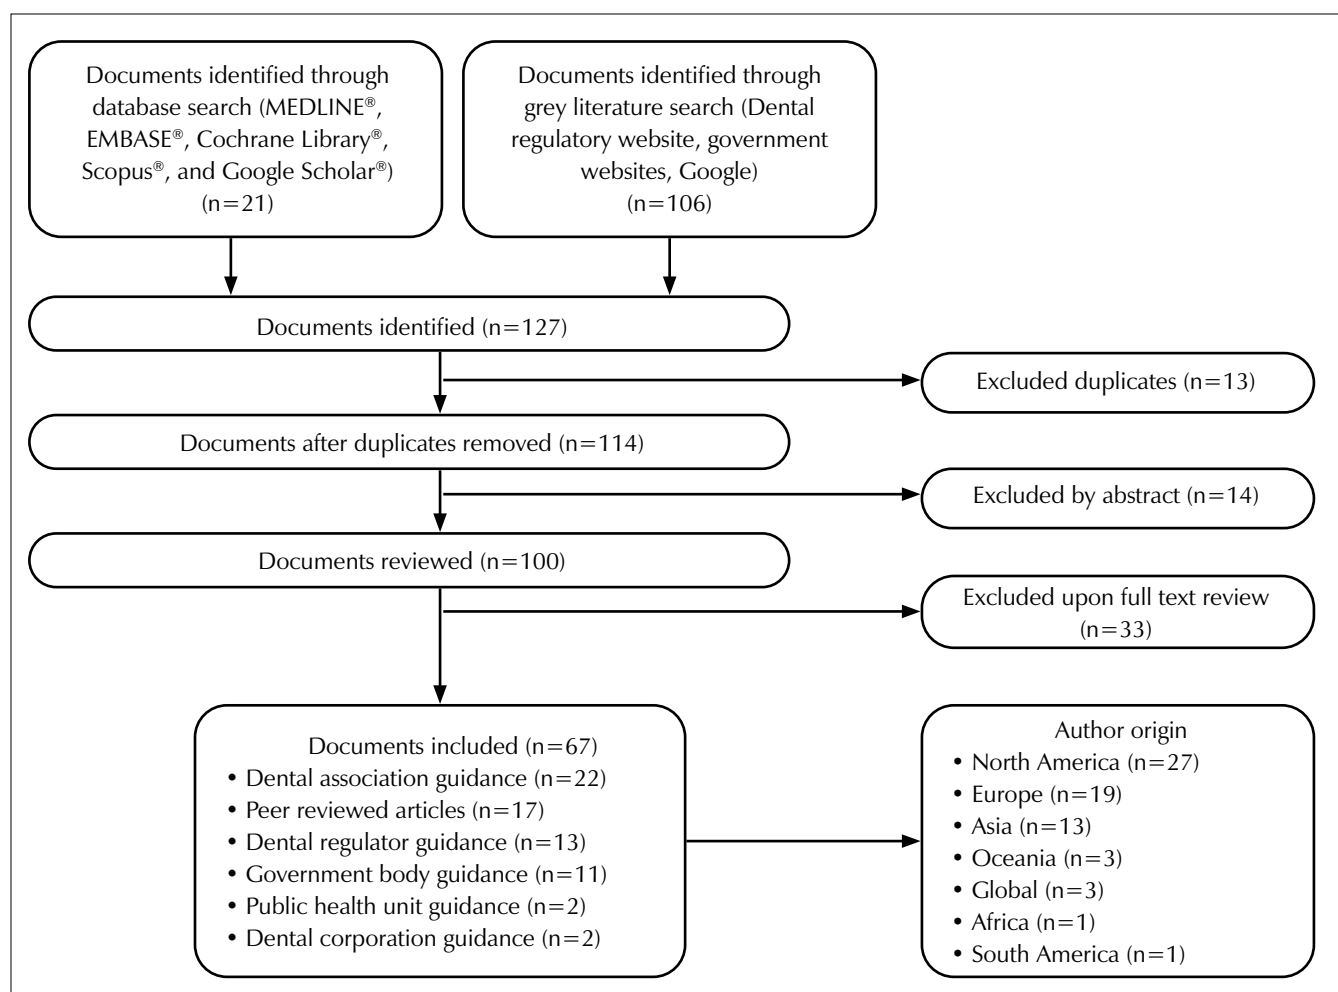 Documents identified through
database search (MEDLINE®,
EMBASE®, Cochrane Library®,
Scopus®, and Google Scholar®)
(n=21)
Documents identified through
grey literature search (Dental
regulatory website, government
websites, Google)
(n=106)
Documents identified (n=127)
Excluded duplicates (n=13)
Documents after duplicates removed (n=114)
Excluded by abstract (n=14)
Documents reviewed (n=100)
Excluded upon full text review
(n=33)
Documents included (n=67)
• Dental association guidance (n=22)
• Peer reviewed articles (n=17)
• Dental regulator guidance (n=13)
• Government body guidance (n=11)
• Public health unit guidance (n=2)
• Dental corporation guidance (n=2)
Author origin
• North America (n=27)
• Europe (n=19)
• Asia (n=13)
• Oceania (n=3)
• Global (n=3)
• Africa (n=1)
• South America (n=1)